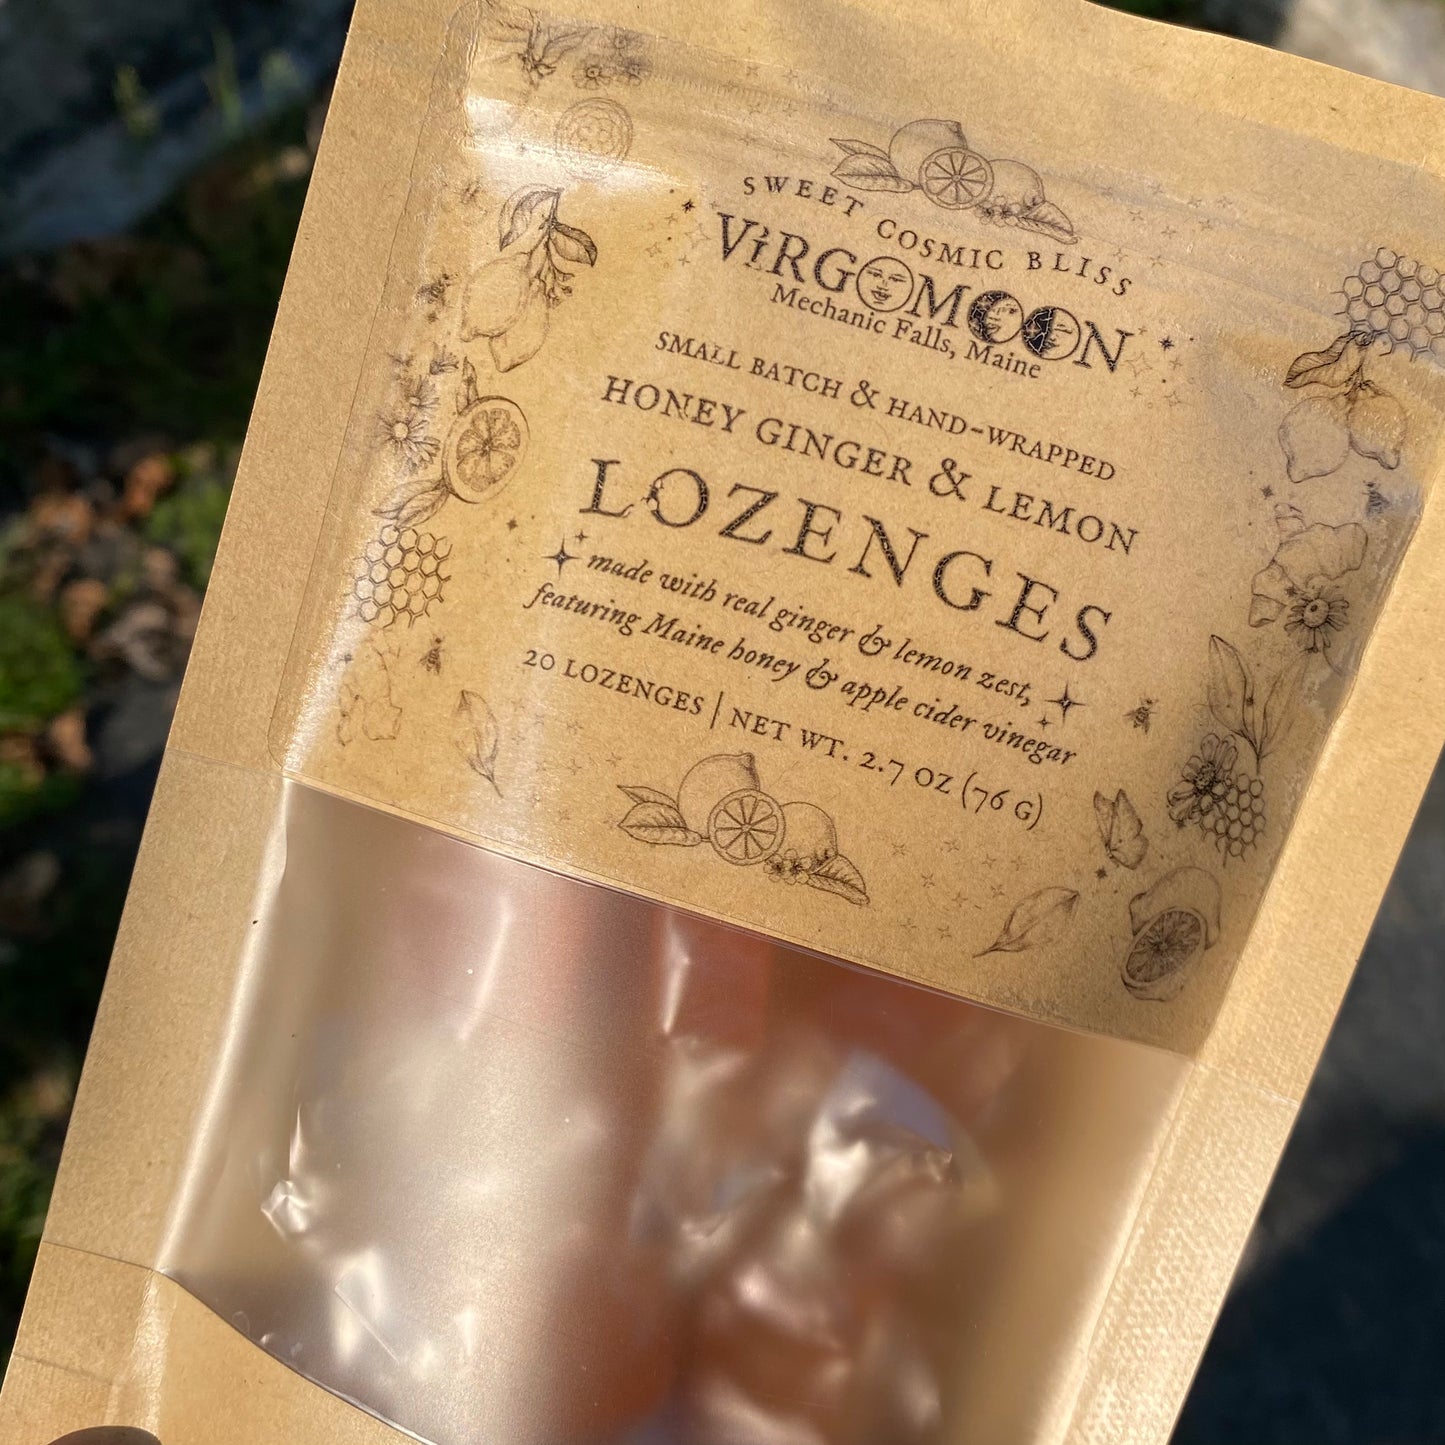 SWEET COSMIC BLISS
VIRGOMOON
Mechanic Falls, Maine
SMALL BATCH & HAND-WRAPPED
HONEY GINGER & LEMON
LOZENGES
made with real ginger & lemon zest,
featuring Maine honey & apple cider vinegar
20 LOZENGES | NET WT. 2.7 OZ (76 G)